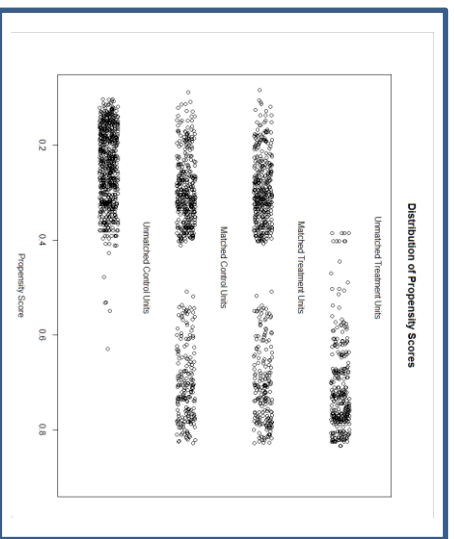 Distribution of Propensity Scores
Unmatched Treatment Units
Matched Treatment Units
Matched Control Units
Unmatched Control Units
0.2
0.4
0.6
0.8
Propensity Score